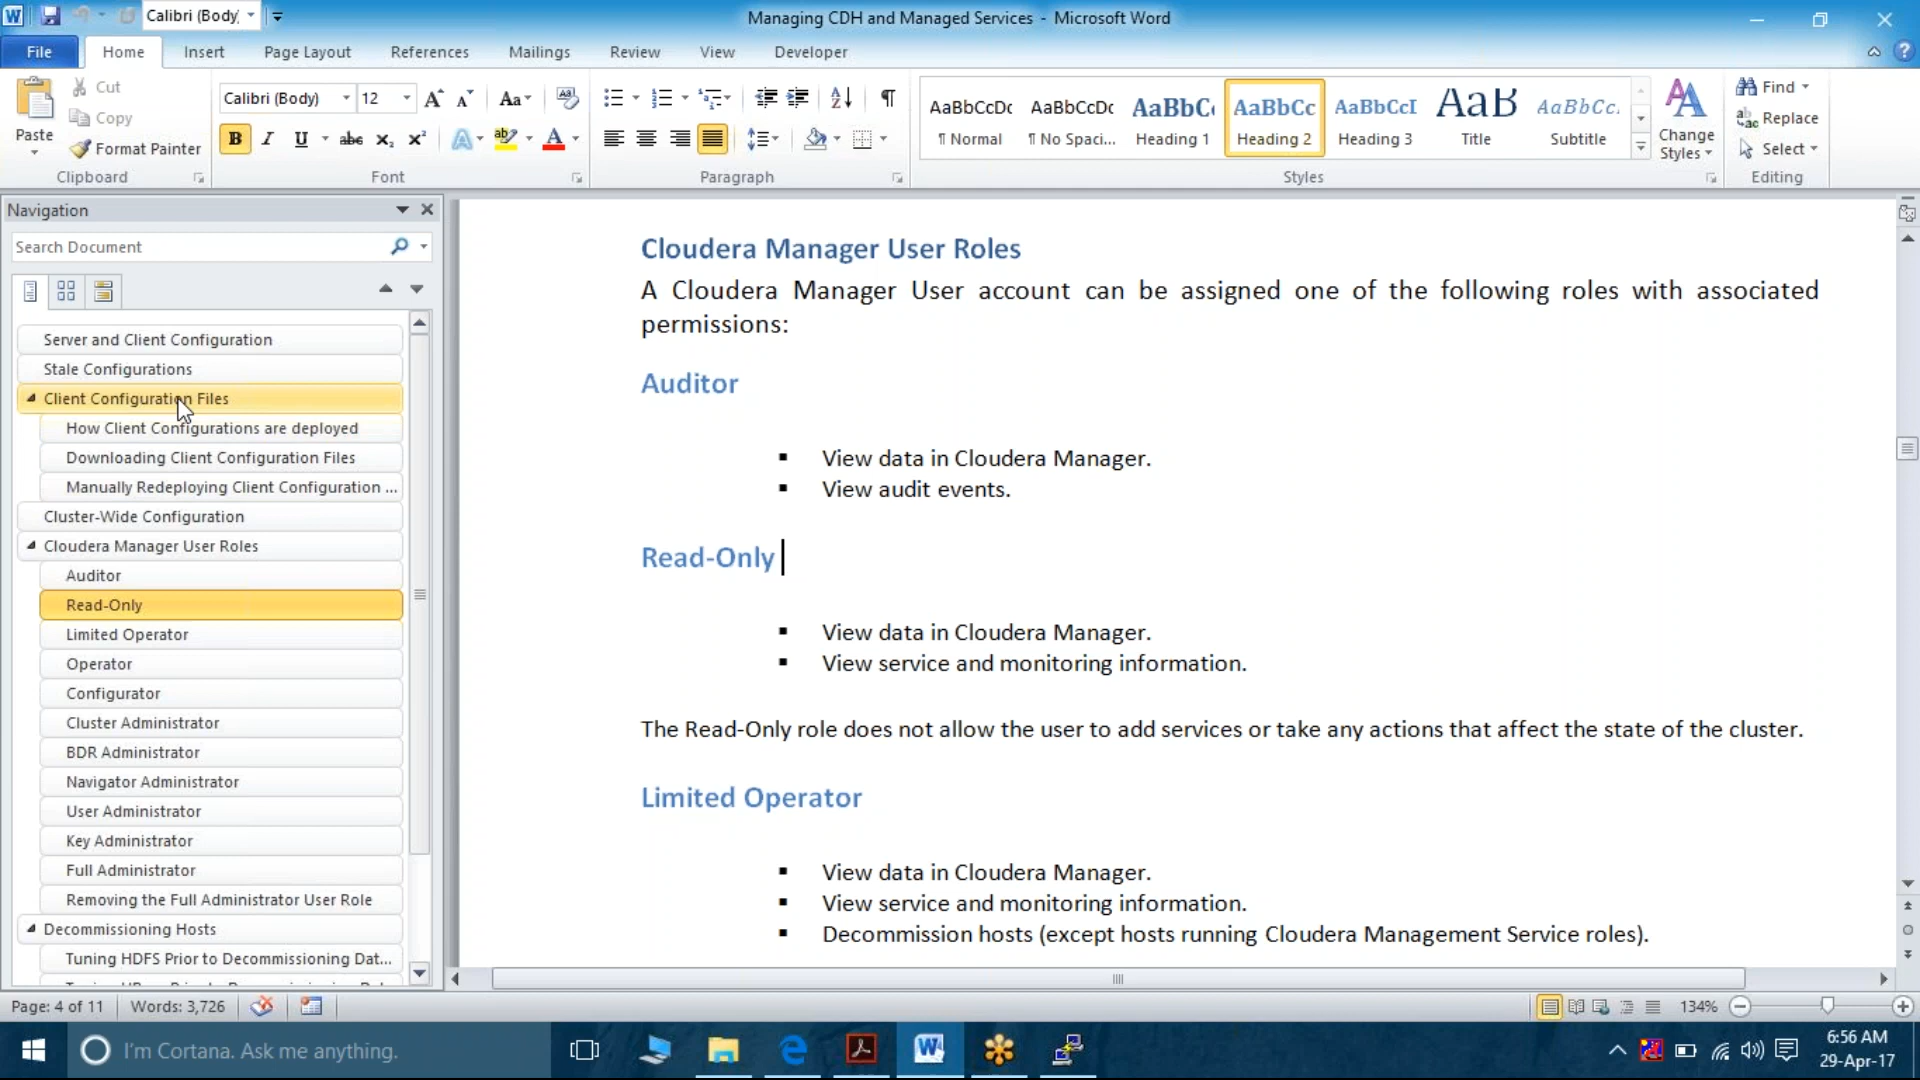 Calibri (Body)
Managing CDH and Managed Services - Microsoft Word
File Home Insert Page Layout References Mailings Review View Developer
Paste
Cut
Copy
Format Painter
Clipboard
Calibri (Body) 12
Font
Paragraph
AaBbCcDc AaBbCcDc AaBbC AaBbCc AaBbCcI AaB AaBbCc.
¶ Normal ¶ No Spaci... Heading 1 Heading 2 Heading 3 Title Subtitle
Change Styles
Styles
Find
Replace
Select
Editing
Navigation
Search Document
Server and Client Configuration
Stale Configurations
Client Configuration Files
How Client Configurations are deployed
Downloading Client Configuration Files
Manually Redeploying Client Configuration ...
Cluster-Wide Configuration
Cloudera Manager User Roles
Auditor
Read-Only
Limited Operator
Operator
Configurator
Cluster Administrator
BDR Administrator
Navigator Administrator
User Administrator
Key Administrator
Full Administrator
Removing the Full Administrator User Role
Decommissioning Hosts
Tuning HDFS Prior to Decommissioning Dat...
Cloudera Manager User Roles
A Cloudera Manager User account can be assigned one of the following roles with associated
permissions:
Auditor
▪ View data in Cloudera Manager.
▪ View audit events.
Read-Only
▪ View data in Cloudera Manager.
▪ View service and monitoring information.
The Read-Only role does not allow the user to add services or take any actions that affect the state of the cluster.
Limited Operator
▪ View data in Cloudera Manager.
▪ View service and monitoring information.
▪ Decommission hosts (except hosts running Cloudera Management Service roles).
Page: 4 of 11 Words: 3,726 134%
I'm Cortana. Ask me anything.
6:56 AM
29-Apr-17